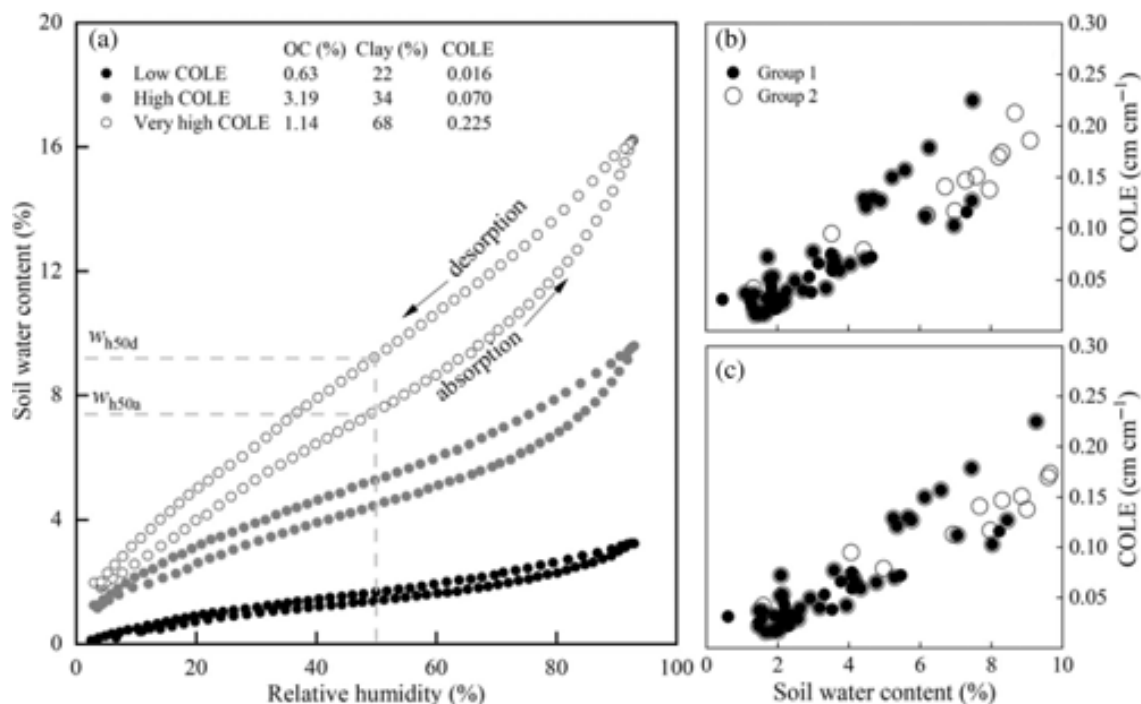 (a)
OC (%) Clay (%) COLE
Low COLE 0.63 22 0.016
High COLE 3.19 34 0.070
Very high COLE 1.14 68 0.225
desorption
absorption
w_h50d
w_h50a
20
16
12
8
4
0
Soil water content (%)
0 20 40 60 80 100
Relative humidity (%)
(b)
Group 1
Group 2
0.30
0.25
0.20
0.15
0.10
0.05
COLE (cm cm⁻¹)
(c)
0.30
0.25
0.20
0.15
0.10
0.05
COLE (cm cm⁻¹)
0 2 4 6 8 10
Soil water content (%)